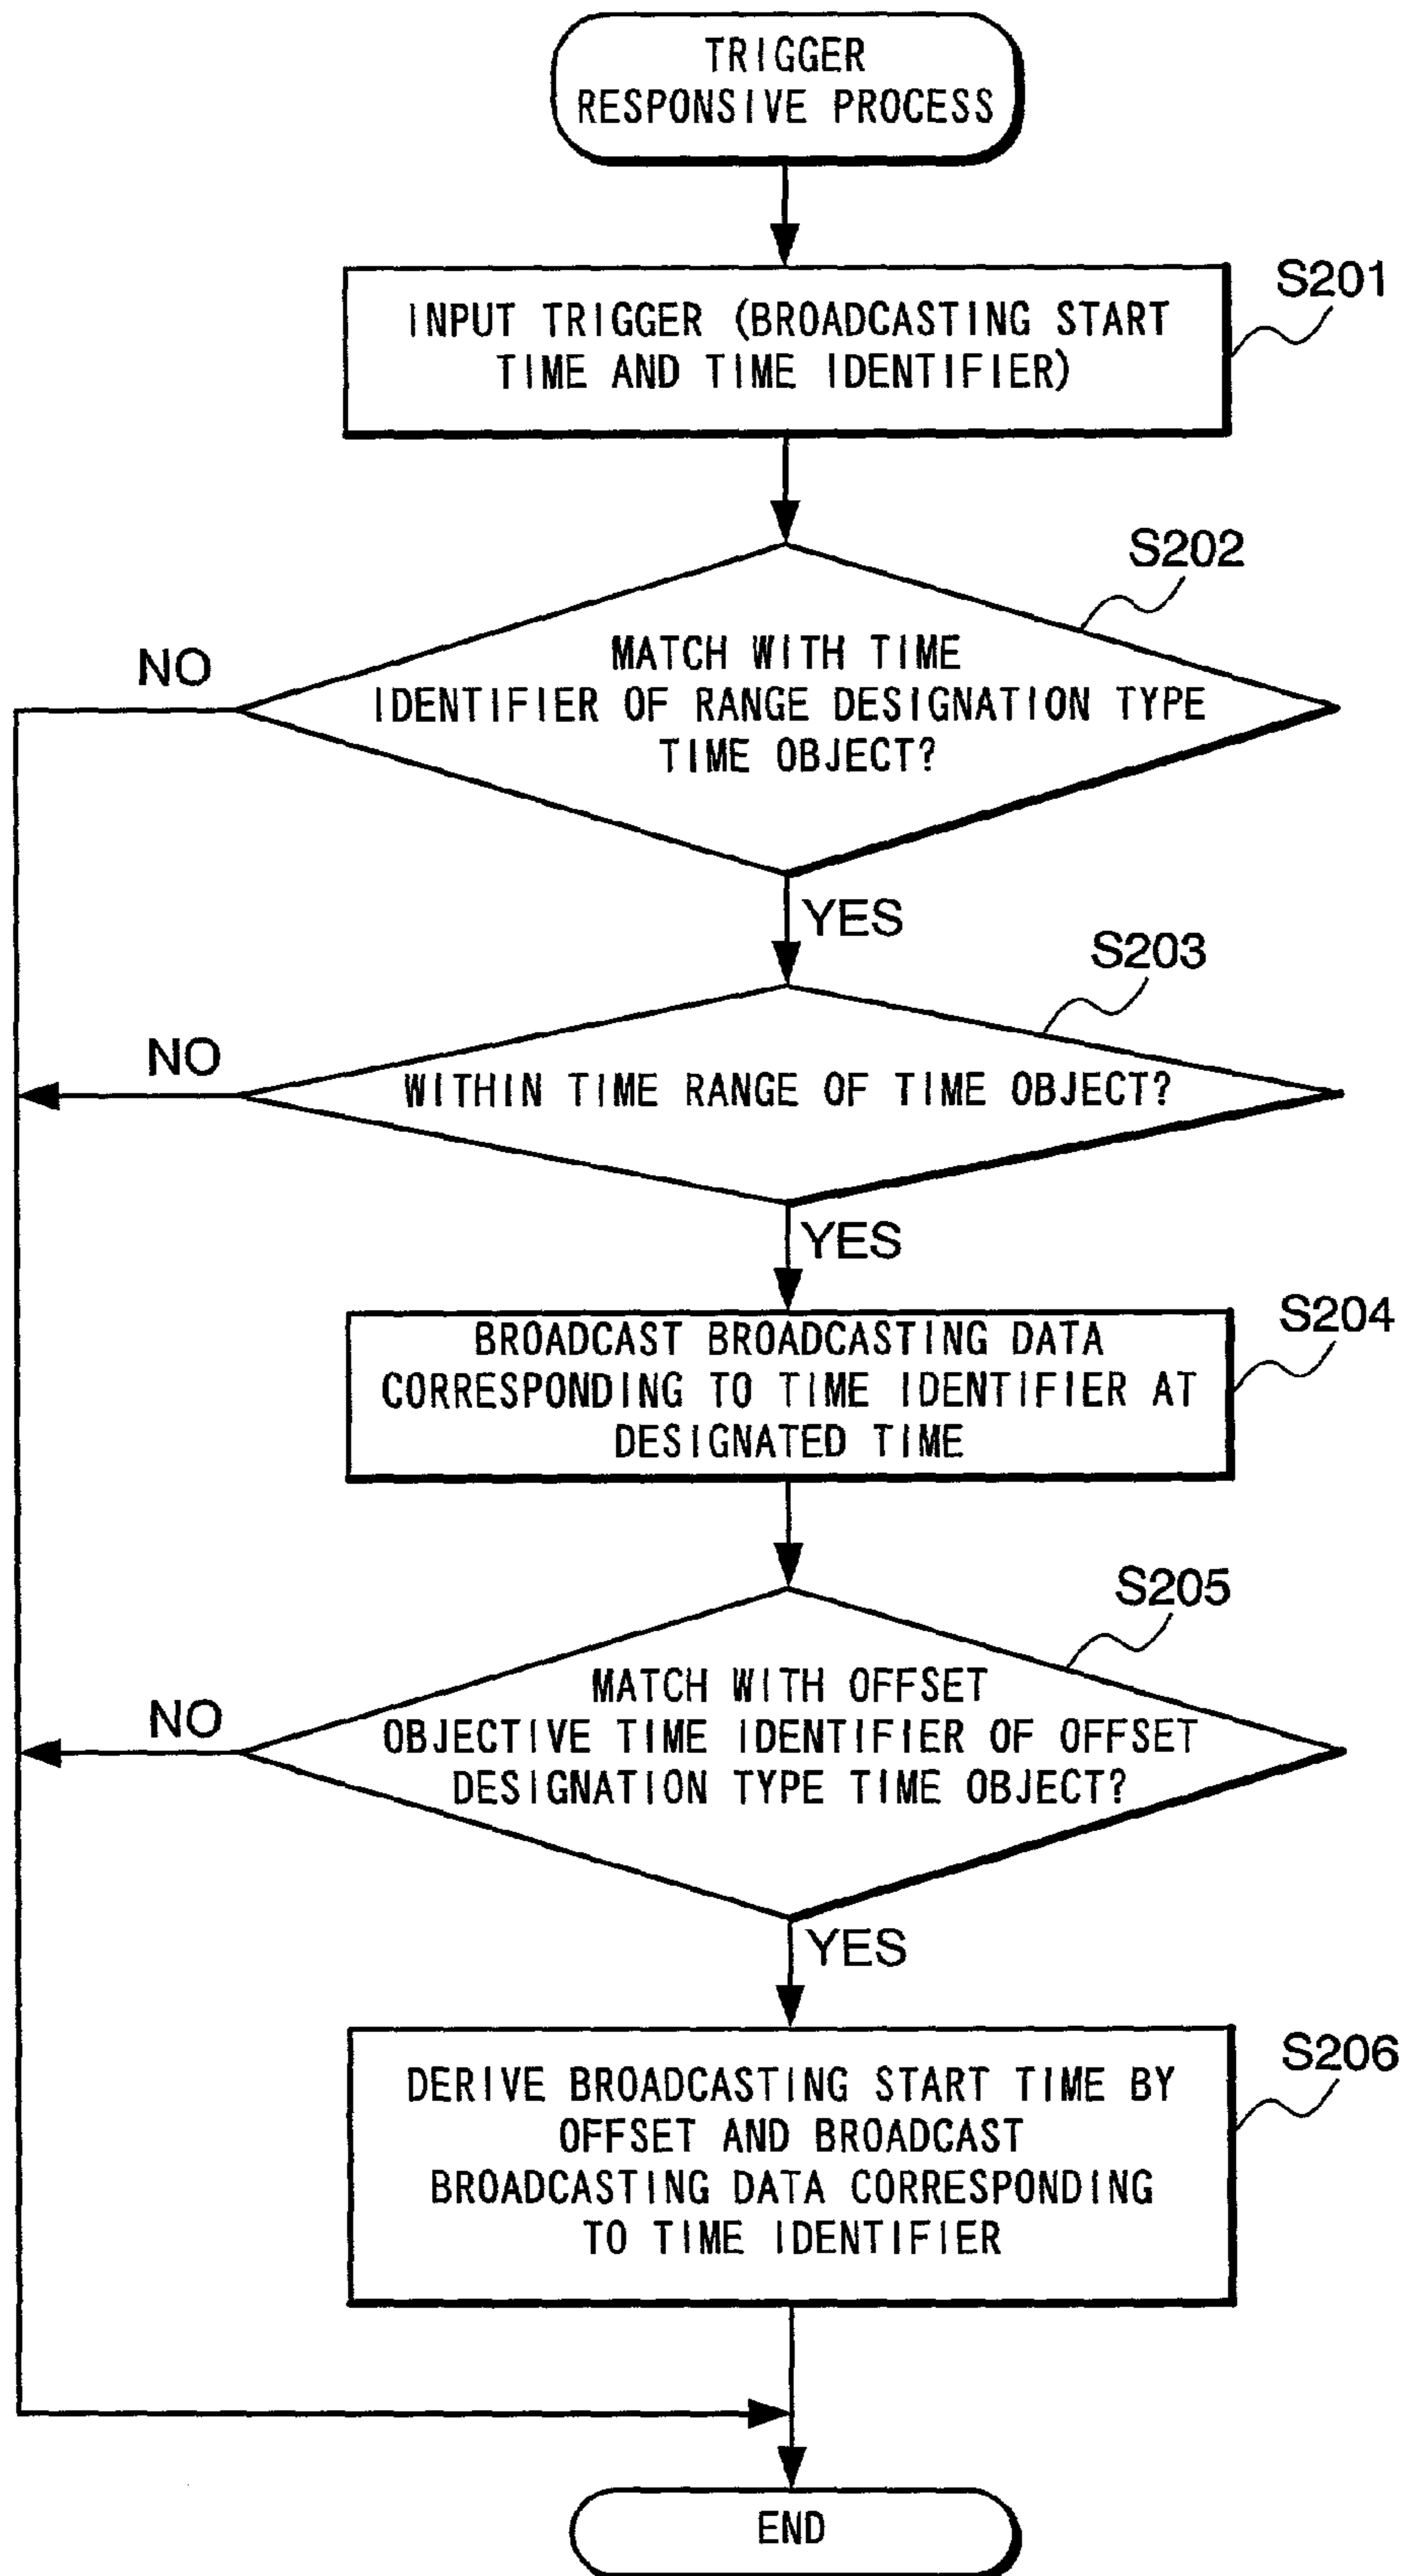 TRIGGER
RESPONSIVE PROCESS
S201
INPUT TRIGGER (BROADCASTING START
TIME AND TIME IDENTIFIER)
S202
NO
MATCH WITH TIME
IDENTIFIER OF RANGE DESIGNATION TYPE
TIME OBJECT?
YES
S203
NO
WITHIN TIME RANGE OF TIME OBJECT?
YES
S204
BROADCAST BROADCASTING DATA
CORRESPONDING TO TIME IDENTIFIER AT
DESIGNATED TIME
S205
MATCH WITH OFFSET
NO
OBJECTIVE TIME IDENTIFIER OF OFFSET
DESIGNATION TYPE TIME OBJECT?
YES
S206
DERIVE BROADCASTING START TIME BY
OFFSET AND BROADCAST
BROADCASTING DATA CORRESPONDING
TO TIME IDENTIFIER
END